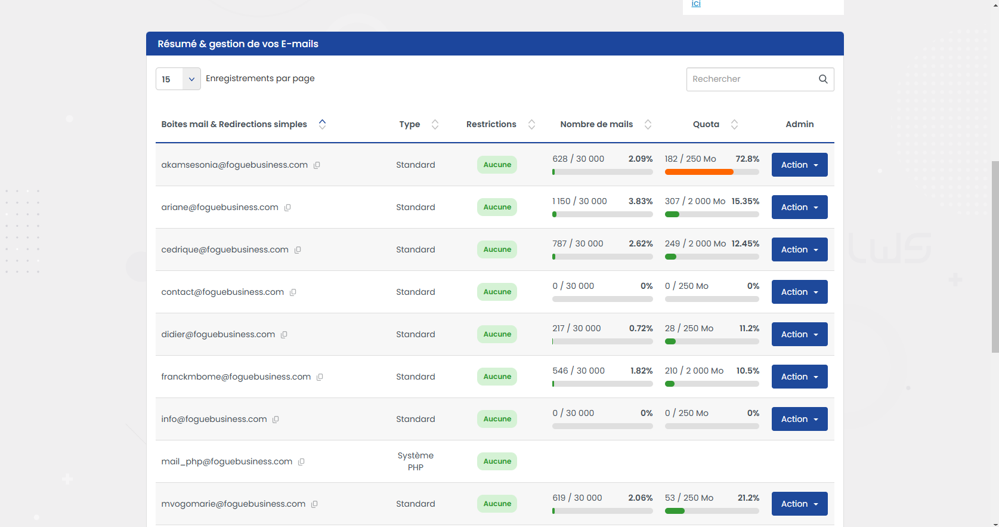 ici
Résumé & gestion de vos E-mails
15 Enregistrements par page Rechercher
Boites mail & Redirections simples Type Restrictions Nombre de mails Quota Admin
akamsesonia@foguebusiness.com Standard Aucune 628 / 30 000 2.09% 182 / 250 Mo 72.8% Action
ariane@foguebusiness.com Standard Aucune 1 150 / 30 000 3.83% 307 / 2 000 Mo 15.35% Action
cedrique@foguebusiness.com Standard Aucune 787 / 30 000 2.62% 249 / 2 000 Mo 12.45% Action
contact@foguebusiness.com Standard Aucune 0 / 30 000 0% 0 / 250 Mo 0% Action
didier@foguebusiness.com Standard Aucune 217 / 30 000 0.72% 28 / 250 Mo 11.2% Action
franckmbome@foguebusiness.com Standard Aucune 546 / 30 000 1.82% 210 / 2 000 Mo 10.5% Action
info@foguebusiness.com Standard Aucune 0 / 30 000 0% 0 / 250 Mo 0% Action
mail_php@foguebusiness.com Système PHP Aucune
mvogomarie@foguebusiness.com Standard Aucune 619 / 30 000 2.06% 53 / 250 Mo 21.2% Action
LWS